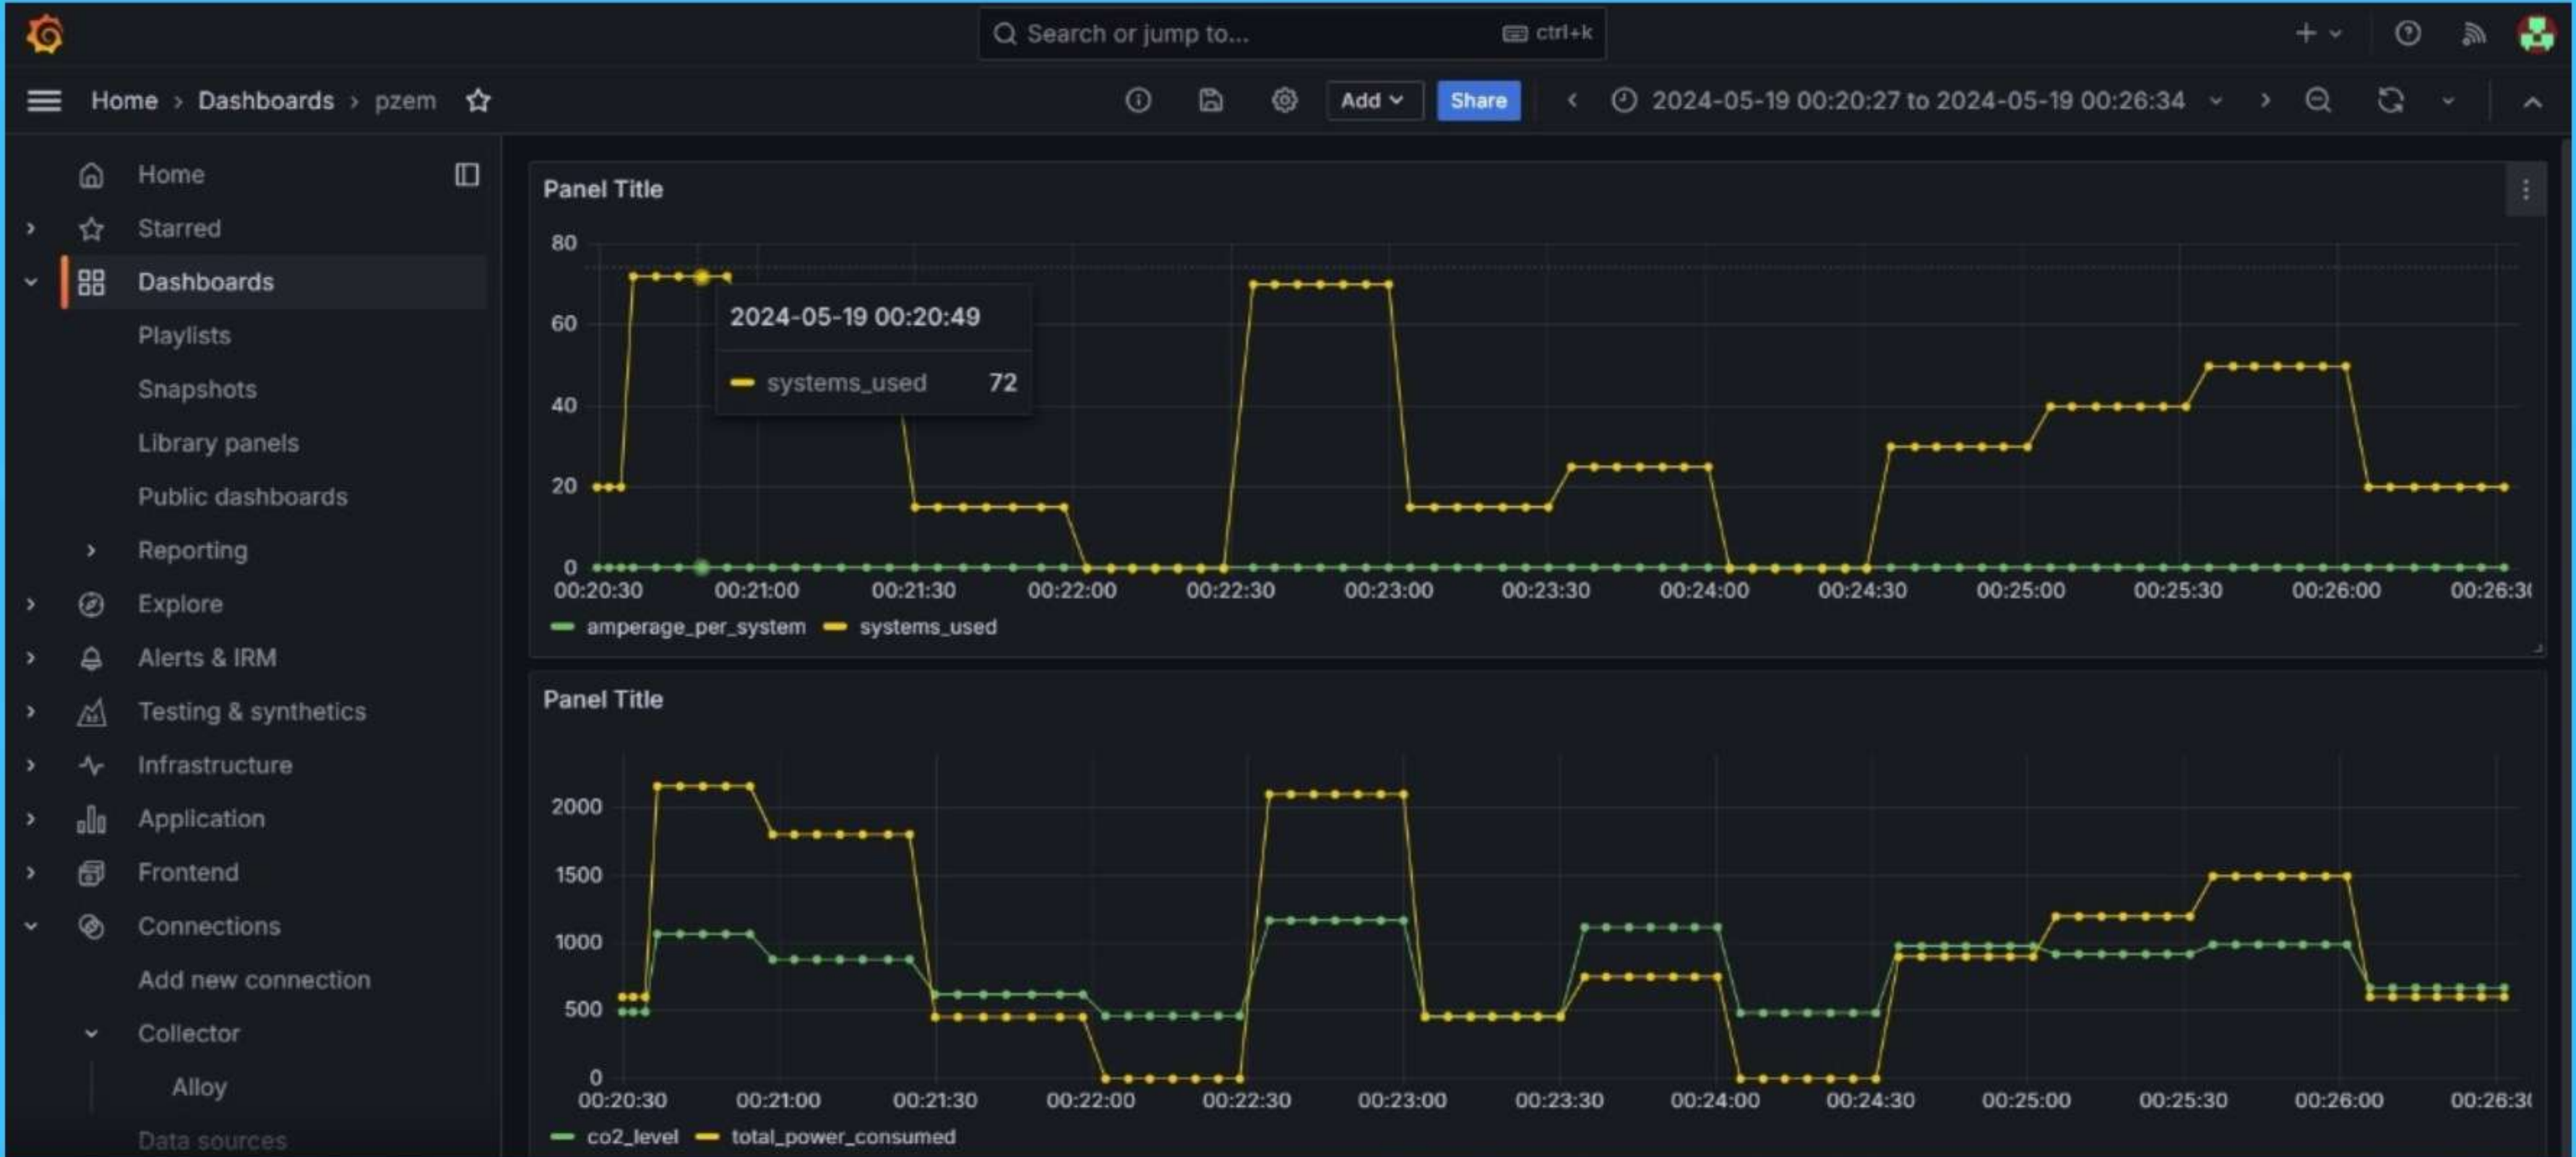 Search or jump to... ctrl+k
Home › Dashboards › pzem
Add
Share
2024-05-19 00:20:27 to 2024-05-19 00:26:34
Home
Starred
Dashboards
Playlists
Snapshots
Library panels
Public dashboards
Reporting
Explore
Alerts & IRM
Testing & synthetics
Infrastructure
Application
Frontend
Connections
Add new connection
Collector
Alloy
Data sources
Panel Title
80
60
40
20
0
2024-05-19 00:20:49
systems_used 72
00:20:30 00:21:00 00:21:30 00:22:00 00:22:30 00:23:00 00:23:30 00:24:00 00:24:30 00:25:00 00:25:30 00:26:00 00:26:30
amperage_per_system systems_used
Panel Title
2000
1500
1000
500
0
00:20:30 00:21:00 00:21:30 00:22:00 00:22:30 00:23:00 00:23:30 00:24:00 00:24:30 00:25:00 00:25:30 00:26:00 00:26:30
co2_level total_power_consumed